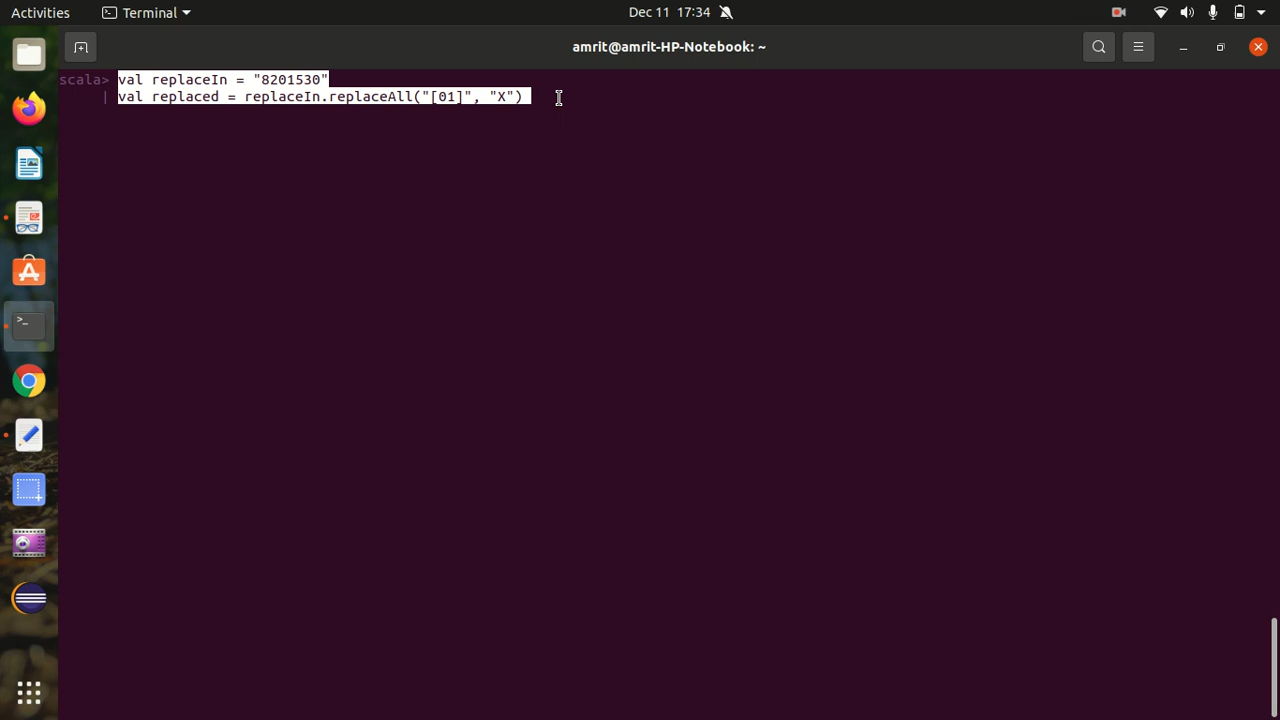 Activities Terminal Dec 11 17:34
amrit@amrit-HP-Notebook: ~
scala> val replaceIn = "8201530"
| val replaced = replaceIn.replaceAll("[01]", "X")